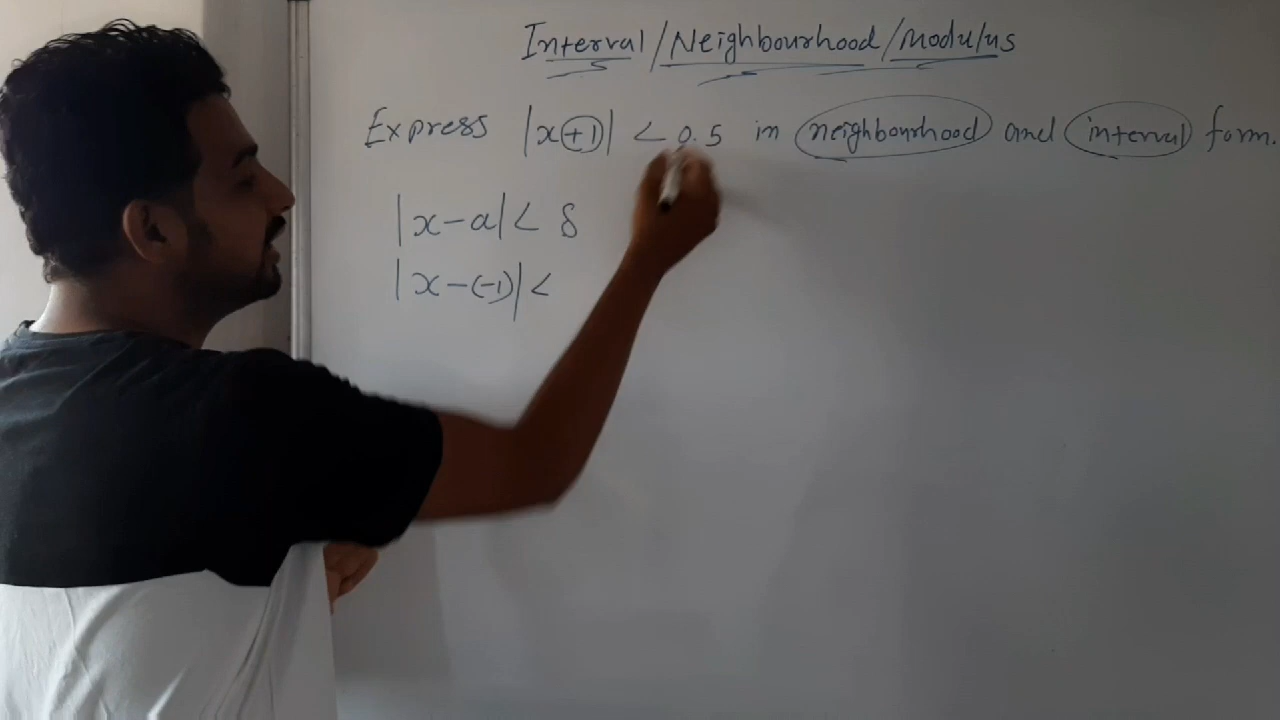 Interval/Neighbourhood/Modulus
Express |x+1| < 0.5 in neighbourhood and interval form.
|x-a| < δ
|x-(-1)| <